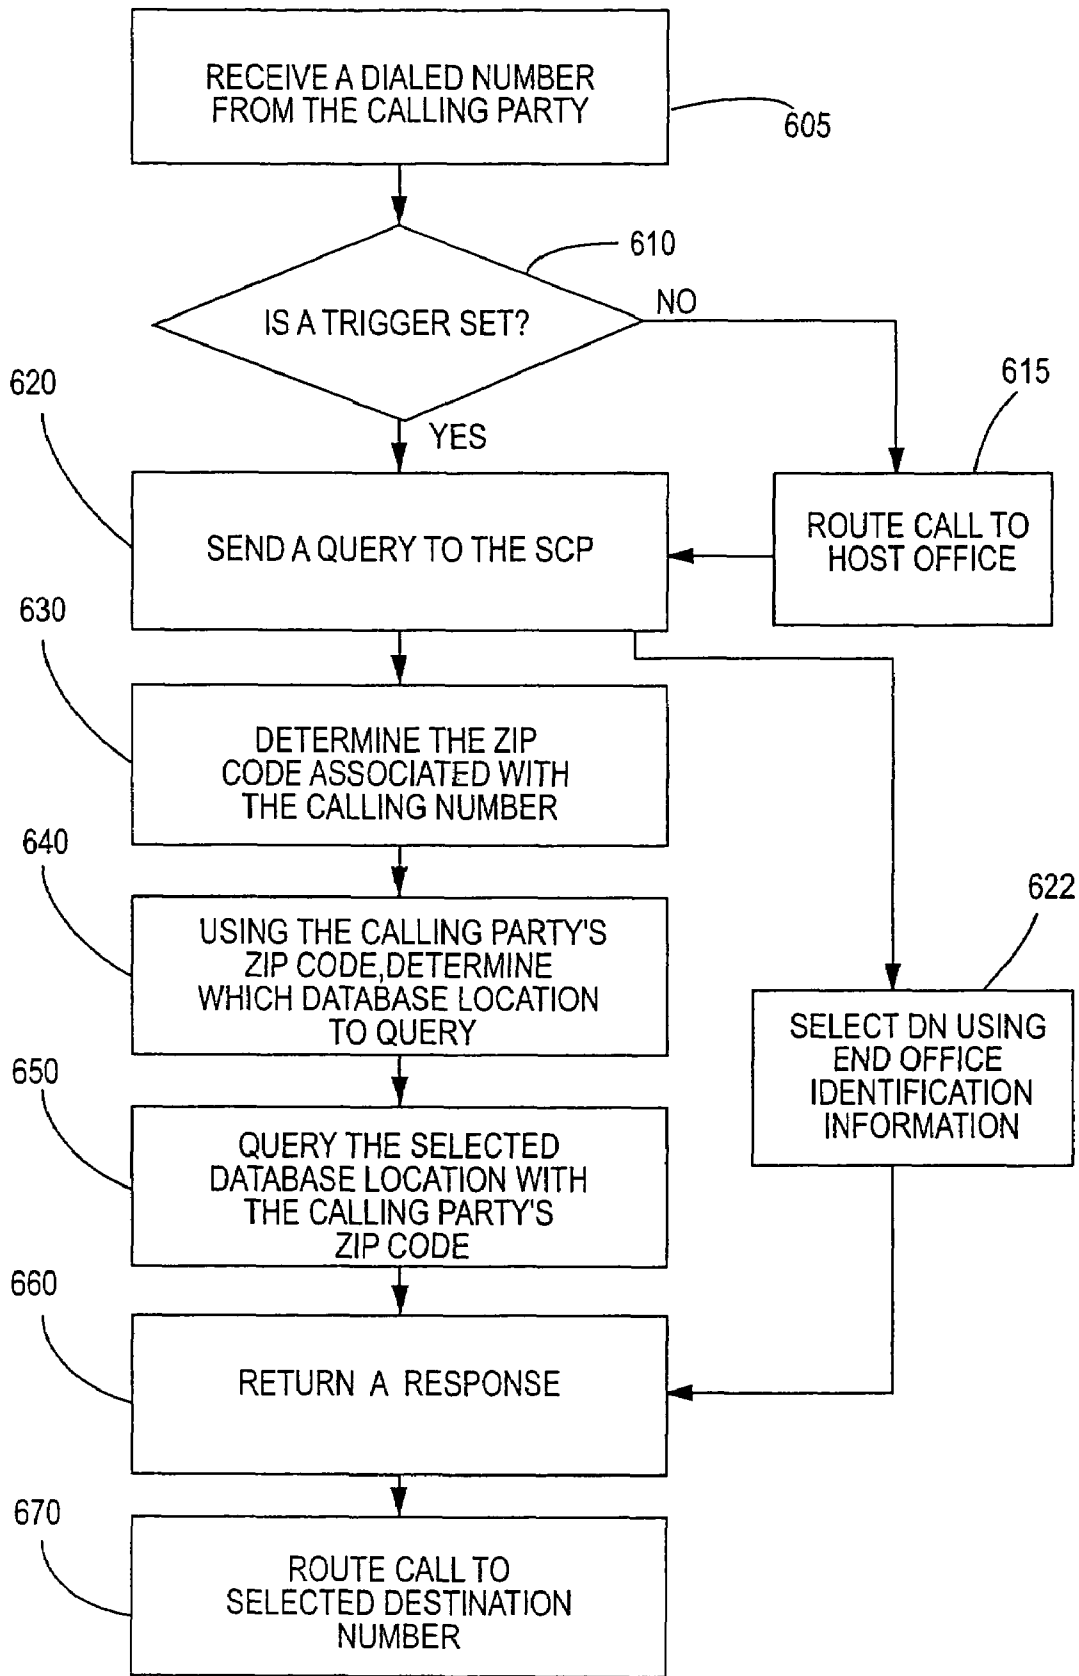 RECEIVE A DIALED NUMBER
FROM THE CALLING PARTY
605
610
IS A TRIGGER SET?
NO
YES
620
615
SEND A QUERY TO THE SCP
ROUTE CALL TO
HOST OFFICE
630
DETERMINE THE ZIP
CODE ASSOCIATED WITH
THE CALLING NUMBER
640
USING THE CALLING PARTY'S
ZIP CODE,DETERMINE
WHICH DATABASE LOCATION
TO QUERY
622
SELECT DN USING
END OFFICE
IDENTIFICATION
INFORMATION
650
QUERY THE SELECTED
DATABASE LOCATION WITH
THE CALLING PARTY'S
ZIP CODE
660
RETURN A RESPONSE
670
ROUTE CALL TO
SELECTED DESTINATION
NUMBER